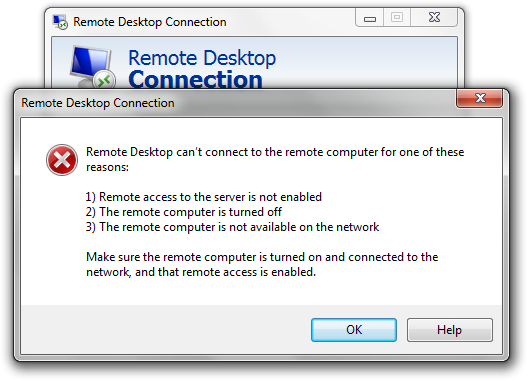 Remote Desktop Connection
Remote Desktop
Connection
Remote Desktop Connection
Remote Desktop can't connect to the remote computer for one of these
reasons:
1) Remote access to the server is not enabled
2) The remote computer is turned off
3) The remote computer is not available on the network
Make sure the remote computer is turned on and connected to the
network, and that remote access is enabled.
OK
Help